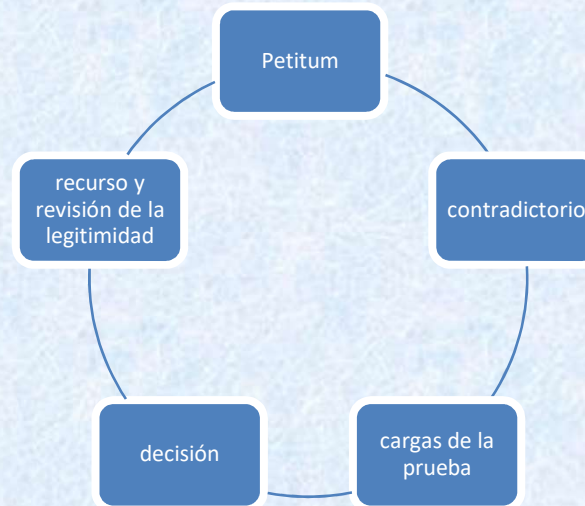 Petitum
contradictorio
cargas de la
prueba
decisión
recurso y
revisión de la
legitimidad